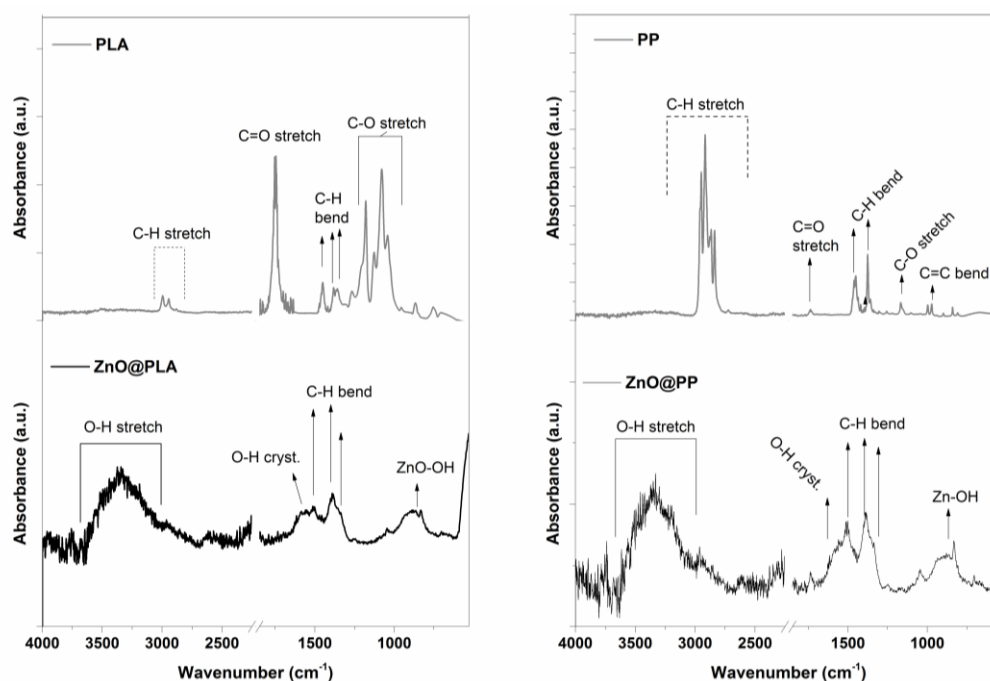 PLA
C=O stretch
C-O stretch
C-H
bend
C-H stretch
Absorbance (a.u.)
ZnO@PLA
O-H stretch
O-H cryst.
C-H bend
ZnO-OH
Absorbance (a.u.)
4000 3500 3000 2500 1500 1000
Wavenumber (cm-1)
PP
C-H stretch
C=O
stretch
C-H bend
C-O stretch
C=C bend
Absorbance (a.u.)
ZnO@PP
O-H stretch
O-H cryst.
C-H bend
Zn-OH
Absorbance (a.u.)
4000 3500 3000 2500 1500 1000
Wavenumber (cm-1)